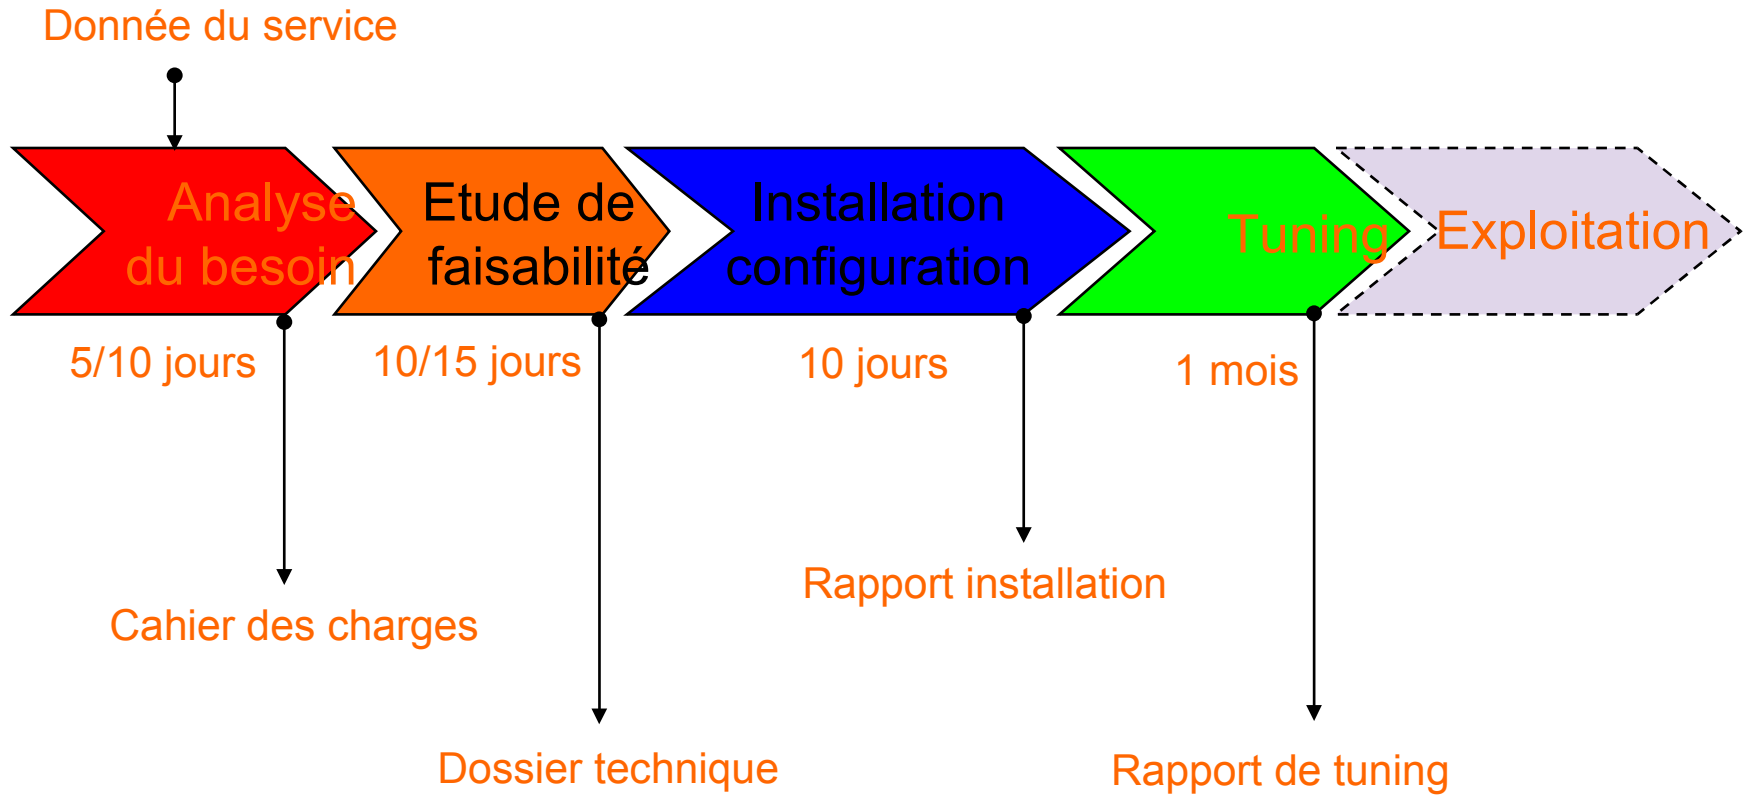 Donnée du service
Analyse
du besoin
Etude de
faisabilité
Installation
configuration
Tuning
Exploitation
5/10 jours
10/15 jours
10 jours
1 mois
Rapport installation
Cahier des charges
Dossier technique
Rapport de tuning